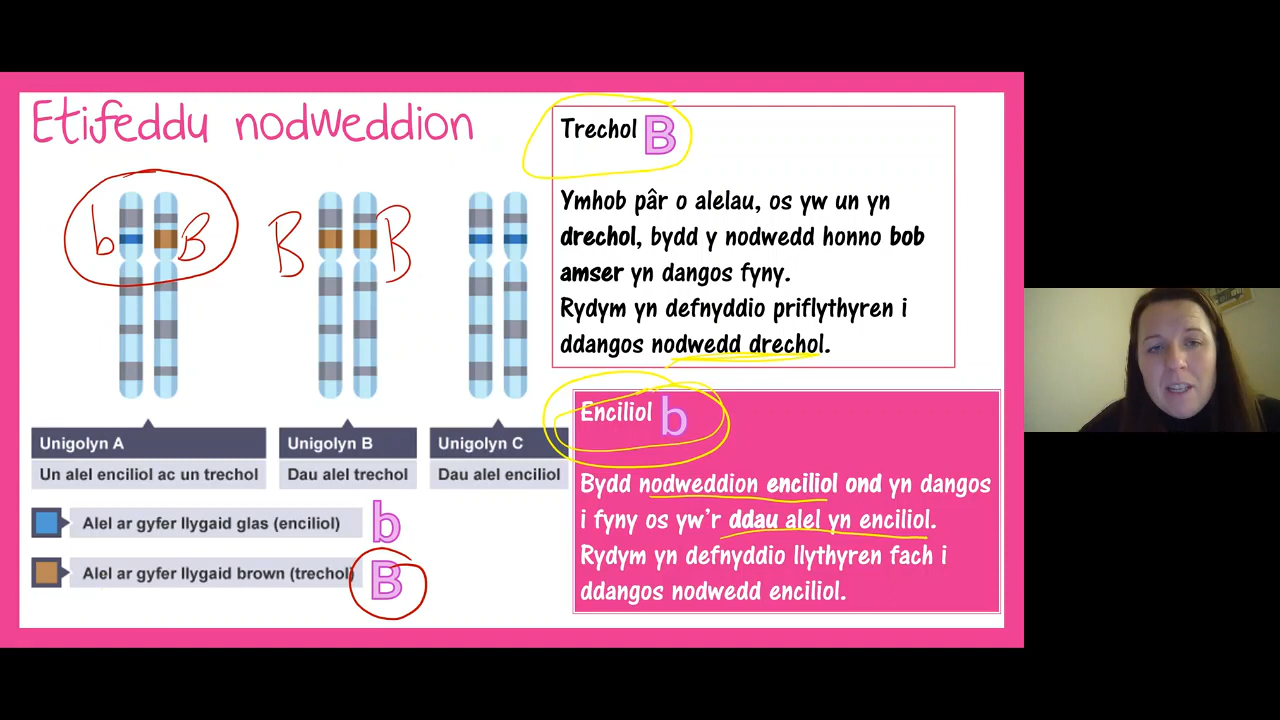 Etifeddu nodweddion
b B B B
Unigolyn A
Un alel enciliol ac un trechol
Unigolyn B
Dau alel trechol
Unigolyn C
Dau alel enciliol
Alel ar gyfer llygaid glas (enciliol) b
Alel ar gyfer llygaid brown (trechol) B
Trechol B
Ymhob pâr o alelau, os yw un yn
drechol, bydd y nodwedd honno bob
amser yn dangos fyny.
Rydym yn defnyddio priflythyren i
ddangos nodwedd drechol.
Enciliol b
Bydd nodweddion enciliol ond yn dangos
i fyny os yw’r ddau alel yn enciliol.
Rydym yn defnyddio llythyren fach i
ddangos nodwedd enciliol.